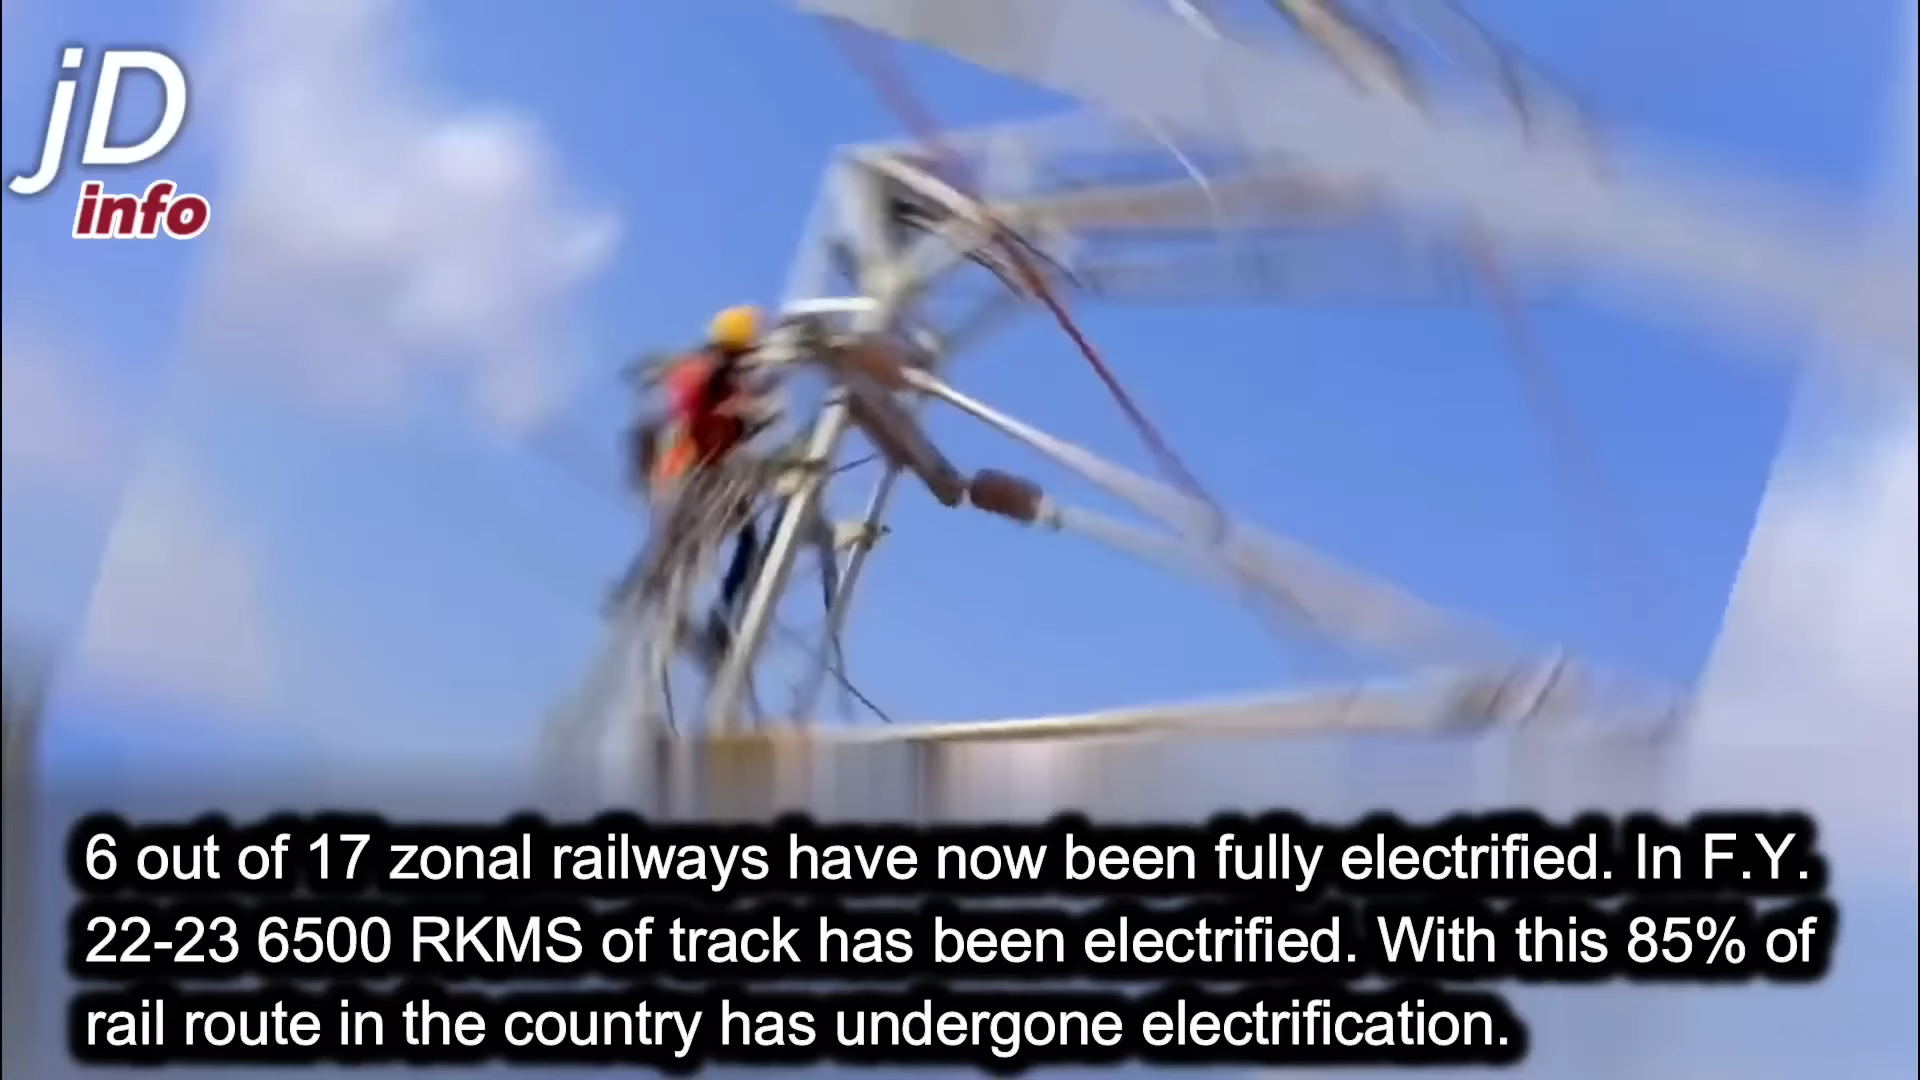 jD
info
6 out of 17 zonal railways have now been fully electrified. In F.Y.
22-23 6500 RKMS of track has been electrified. With this 85% of
rail route in the country has undergone electrification.